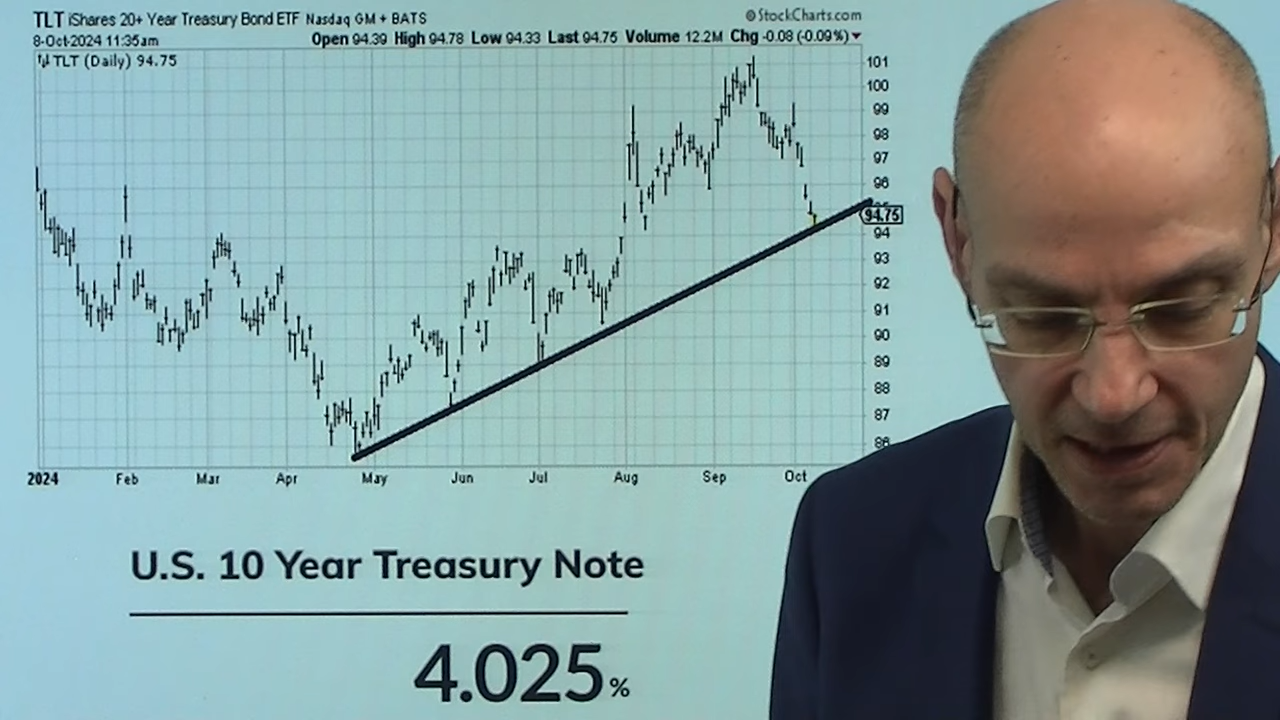 TLT iShares 20+ Year Treasury Bond ETF Nasdaq GM + BATS
© StockCharts.com
8-Oct-2024 11:35am
Open 94.39 High 94.78 Low 94.33 Last 94.75 Volume 12.2M Chg -0.08 (-0.09%)
TLT (Daily) 94.75
101
100
99
98
97
96
94.75
94
93
92
91
90
89
88
87
86
2024 Feb Mar Apr May Jun Jul Aug Sep Oct
U.S. 10 Year Treasury Note
4.025%